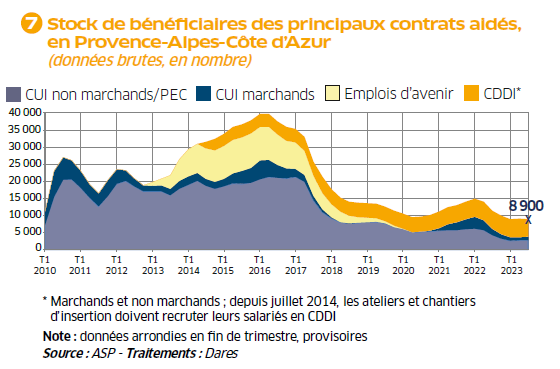 7 Stock de bénéficiaires des principaux contrats aidés,
en Provence-Alpes-Côte d'Azur
(données brutes, en nombre)
CUI non marchands/PEC CUI marchands Emplois d'avenir CDDI*
40 000
35 000
30 000
25 000
20 000
15 000
10 000
5 000
0
8 900
T1 T1 T1 T1 T1 T1 T1 T1 T1 T1 T1 T1 T1 T1
2010 2011 2012 2013 2014 2015 2016 2017 2018 2019 2020 2021 2022 2023
* Marchands et non marchands ; depuis juillet 2014, les ateliers et chantiers
d'insertion doivent recruter leurs salariés en CDDI
Note : données arrondies en fin de trimestre, provisoires
Source : ASP - Traitements : Dares